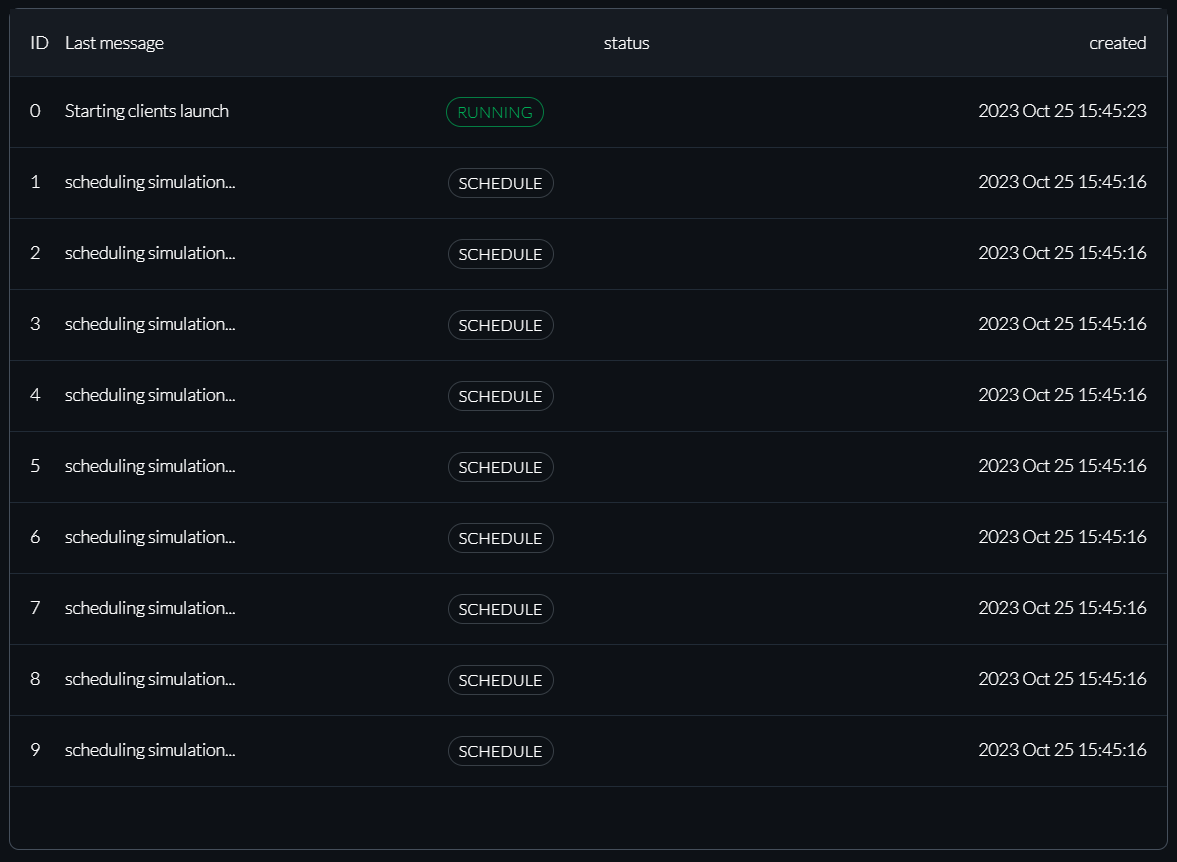 ID Last message status created
0 Starting clients launch RUNNING 2023 Oct 25 15:45:23
1 scheduling simulation... SCHEDULE 2023 Oct 25 15:45:16
2 scheduling simulation... SCHEDULE 2023 Oct 25 15:45:16
3 scheduling simulation... SCHEDULE 2023 Oct 25 15:45:16
4 scheduling simulation... SCHEDULE 2023 Oct 25 15:45:16
5 scheduling simulation... SCHEDULE 2023 Oct 25 15:45:16
6 scheduling simulation... SCHEDULE 2023 Oct 25 15:45:16
7 scheduling simulation... SCHEDULE 2023 Oct 25 15:45:16
8 scheduling simulation... SCHEDULE 2023 Oct 25 15:45:16
9 scheduling simulation... SCHEDULE 2023 Oct 25 15:45:16